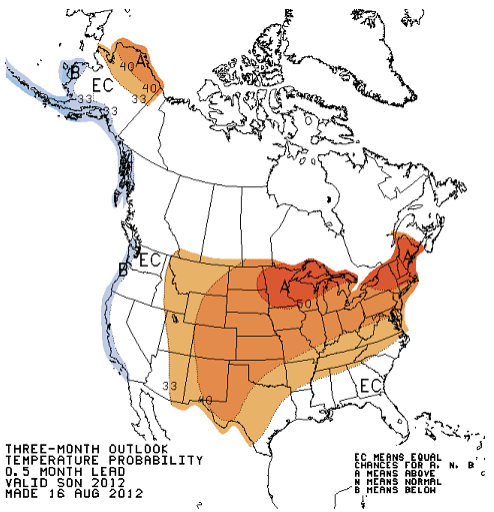 A
B
40
EC
40
33
33
33
A
EC
B
A
50
33
40
EC
THREE-MONTH OUTLOOK
TEMPERATURE PROBABILITY
0.5 MONTH LEAD
VALID SON 2012
MADE 16 AUG 2012
EC MEANS EQUAL
CHANCES FOR A, N, B
A MEANS ABOVE
N MEANS NORMAL
B MEANS BELOW